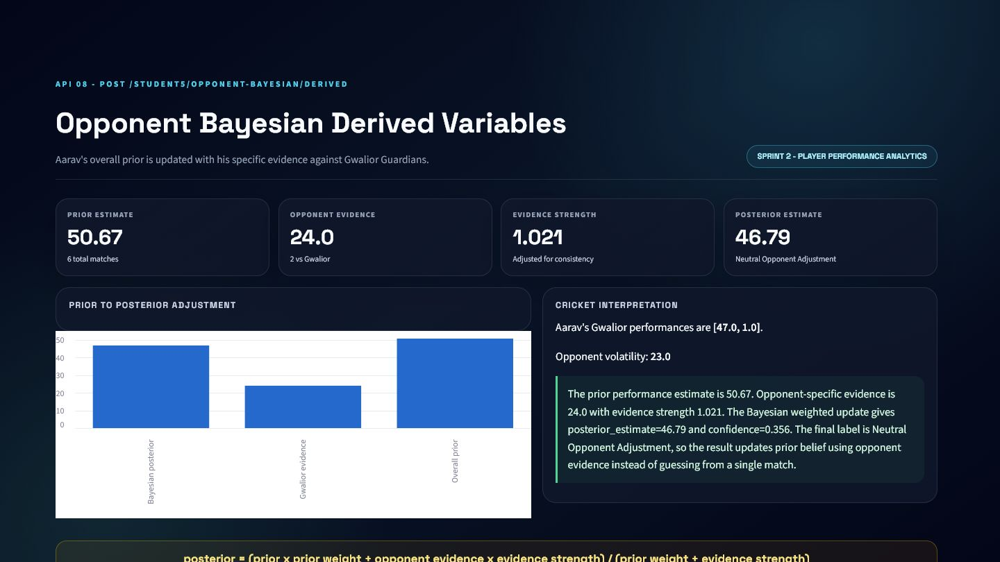 API 08 - POST /STUDENT5/OPPONENT-BAYESIAN/DERIVED
Opponent Bayesian Derived Variables
Aarav's overall prior is updated with his specific evidence against Gwalior Guardians.
SPRINT 2 - PLAYER PERFORMANCE ANALYTICS
PRIOR ESTIMATE
50.67
6 total matches
OPPONENT EVIDENCE
24.0
2 vs Gwalior
EVIDENCE STRENGTH
1.021
Adjusted for consistency
POSTERIOR ESTIMATE
46.79
Neutral Opponent Adjustment
PRIOR TO POSTERIOR ADJUSTMENT
50
40
30
20
10
0
Bayesian posterior
Gwalior evidence
Overall prior
CRICKET INTERPRETATION
Aarav's Gwalior performances are [47.0, 1.0].
Opponent volatility: 23.0
The prior performance estimate is 50.67. Opponent-specific evidence is
24.0 with evidence strength 1.021. The Bayesian weighted update gives
posterior_estimate=46.79 and confidence=0.356. The final label is Neutral
Opponent Adjustment, so the result updates prior belief using opponent
evidence instead of guessing from a single match.
posterior = (prior x prior weight + opponent evidence x evidence strength) / (prior weight + evidence strength)